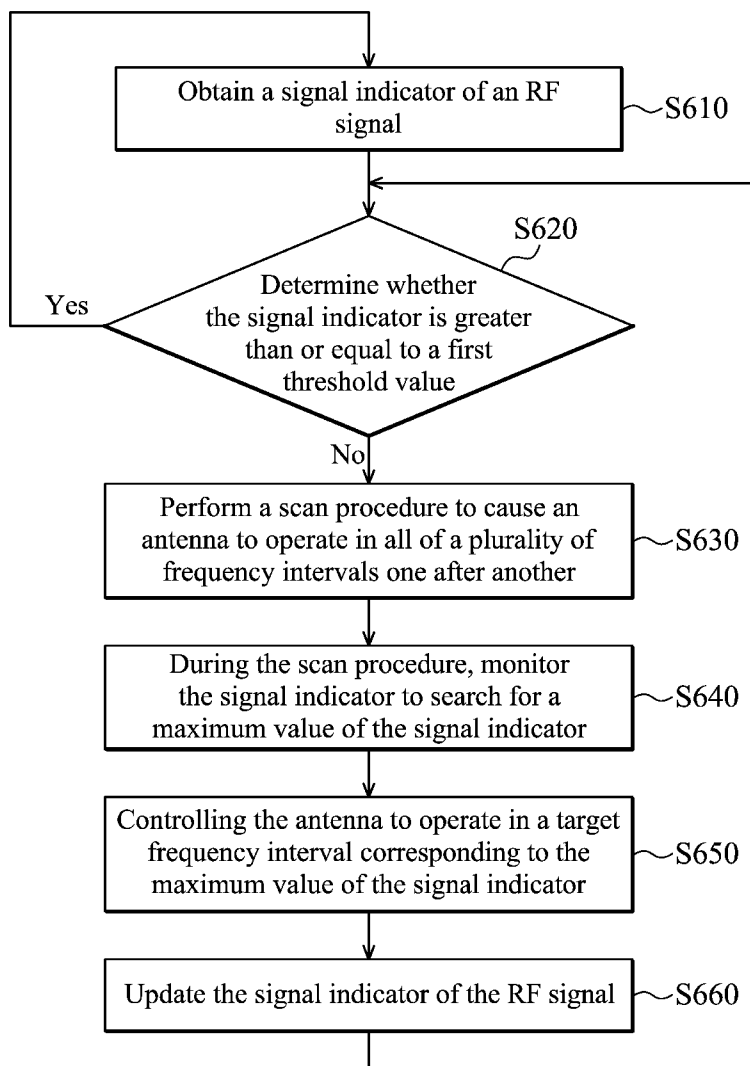 Obtain a signal indicator of an RF
signal
S610
S620
Determine whether
the signal indicator is greater
than or equal to a first
threshold value
Yes
No
Perform a scan procedure to cause an
antenna to operate in all of a plurality of
frequency intervals one after another
S630
During the scan procedure, monitor
the signal indicator to search for a
maximum value of the signal indicator
S640
Controlling the antenna to operate in a target
frequency interval corresponding to the
maximum value of the signal indicator
S650
Update the signal indicator of the RF signal
S660